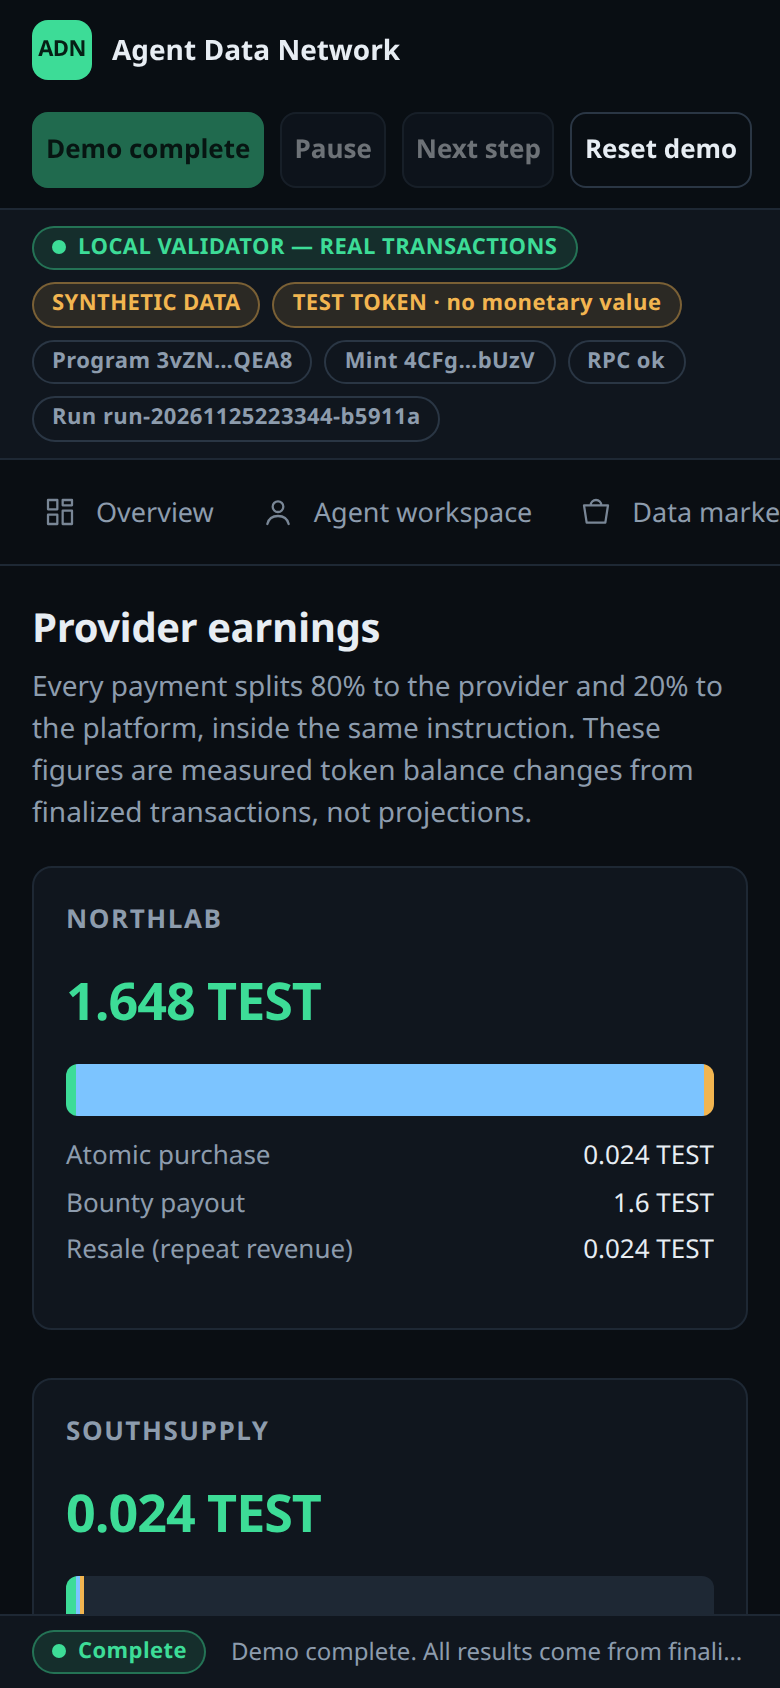 ADN
Agent Data Network
Demo complete
Pause
Next step
Reset demo
LOCAL VALIDATOR — REAL TRANSACTIONS
SYNTHETIC DATA
TEST TOKEN · no monetary value
Program 3vZN…QEA8
Mint 4CFg…bUzV
RPC ok
Run run-20261125223344-b5911a
Overview
Agent workspace
Data marke
Provider earnings
Every payment splits 80% to the provider and 20% to
the platform, inside the same instruction. These
figures are measured token balance changes from
finalized transactions, not projections.
NORTHLAB
1.648 TEST
Atomic purchase 0.024 TEST
Bounty payout 1.6 TEST
Resale (repeat revenue) 0.024 TEST
SOUTHSUPPLY
0.024 TEST
Complete
Demo complete. All results come from finali…